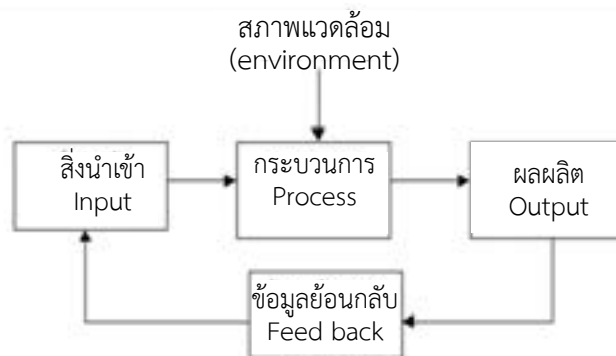 สภาพแวดล้อม
(environment)
สิ่งนำเข้า
Input
กระบวนการ
Process
ผลผลิต
Output
ข้อมูลย้อนกลับ
Feed back